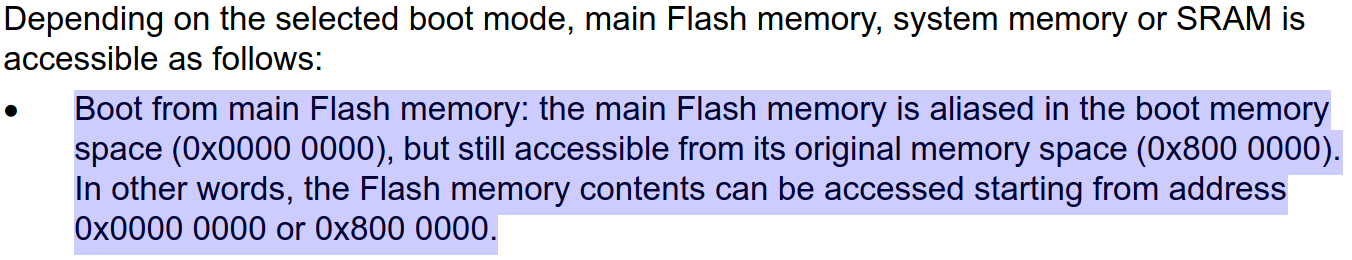 Depending on the selected boot mode, main Flash memory, system memory or SRAM is
accessible as follows:
• Boot from main Flash memory: the main Flash memory is aliased in the boot memory
space (0x0000 0000), but still accessible from its original memory space (0x800 0000).
In other words, the Flash memory contents can be accessed starting from address
0x0000 0000 or 0x800 0000.